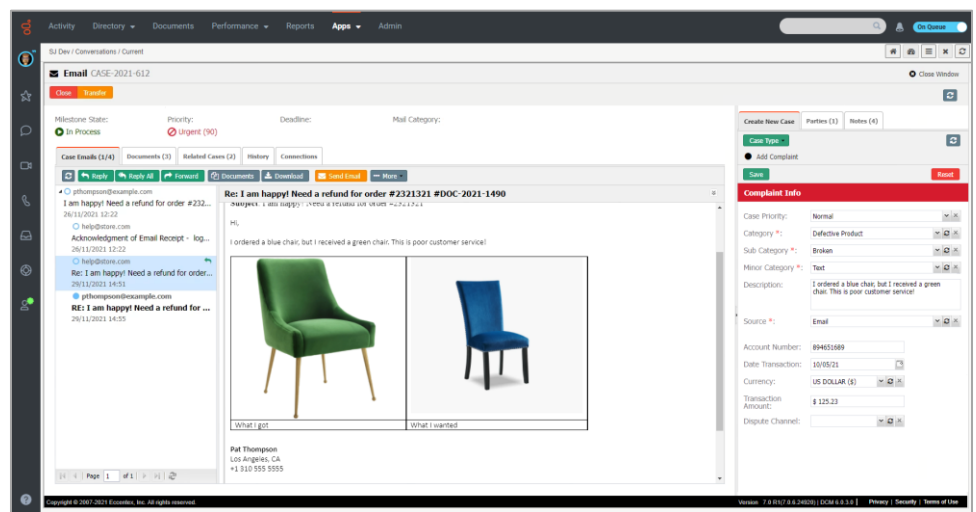 Activity Directory Documents Performance Reports Apps Admin
On Queue
SJ Dev / Conversations / Current
Email CASE-2021-612
Close Window
Close Transfer
Milestone State: Priority: Deadline: Mail Category:
In Process Urgent (90)
Case Emails (1/4) Documents (3) Related Cases (2) History Connections
Reply Reply All Forward Documents Download Send Email More
pthompson@example.com
I am happy! Need a refund for order #232...
26/11/2021 12:22
help@store.com
Acknowledgment of Email Receipt - log...
26/11/2021 12:22
help@store.com
Re: I am happy! Need a refund for order...
29/11/2021 14:51
pthompson@example.com
RE: I am happy! Need a refund for ...
29/11/2021 14:55
Page 1 of 1
Re: I am happy! Need a refund for order #2321321 #DOC-2021-1490
Subject: I am happy! Need a refund for order #2321321
Hi,
I ordered a blue chair, but I received a green chair. This is poor customer service!
What I got What I wanted
Pat Thompson
Los Angeles, CA
+1 310 555 5555
Create New Case Parties (1) Notes (4)
Case Type
Add Complaint
Save Reset
Complaint Info
Case Priority: Normal
Category *: Defective Product
Sub Category *: Broken
Minor Category *: Text
Description: I ordered a blue chair, but I received a green
chair. This is poor customer service!
Source *: Email
Account Number: 894651689
Date Transaction: 10/05/21
Currency: US DOLLAR ($)
Transaction
Amount: $ 125.23
Dispute Channel:
Copyright © 2007-2021 Eccentex, Inc. All rights reserved.
Privacy | Security | Terms of Use